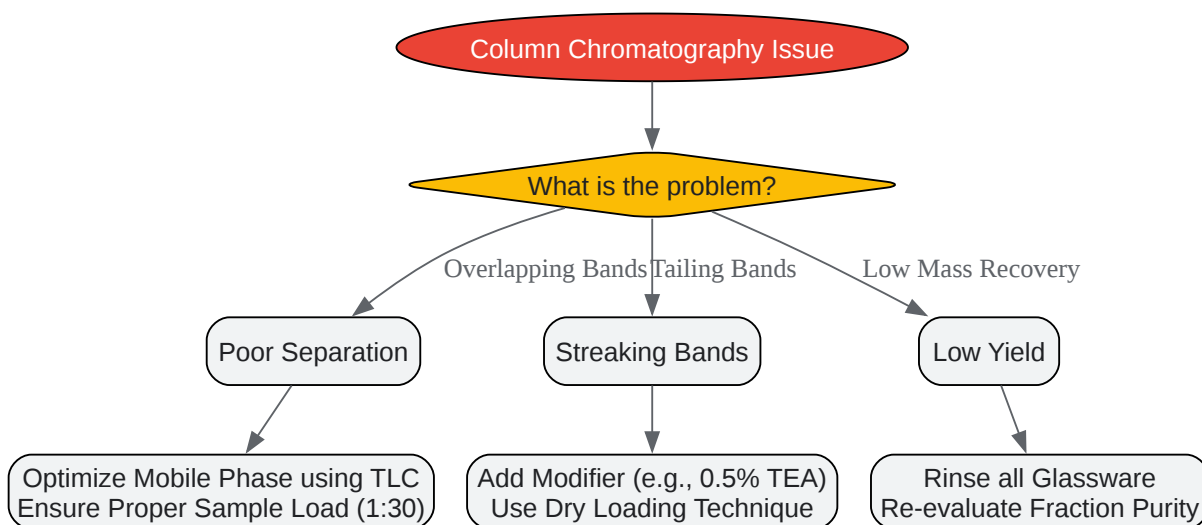 Column Chromatography Issue
What is the problem?
Overlapping Bands
Tailing Bands
Low Mass Recovery
Poor Separation
Streaking Bands
Low Yield
Optimize Mobile Phase using TLC
Ensure Proper Sample Load (1:30)
Add Modifier (e.g., 0.5% TEA)
Use Dry Loading Technique
Rinse all Glassware
Re-evaluate Fraction Purity